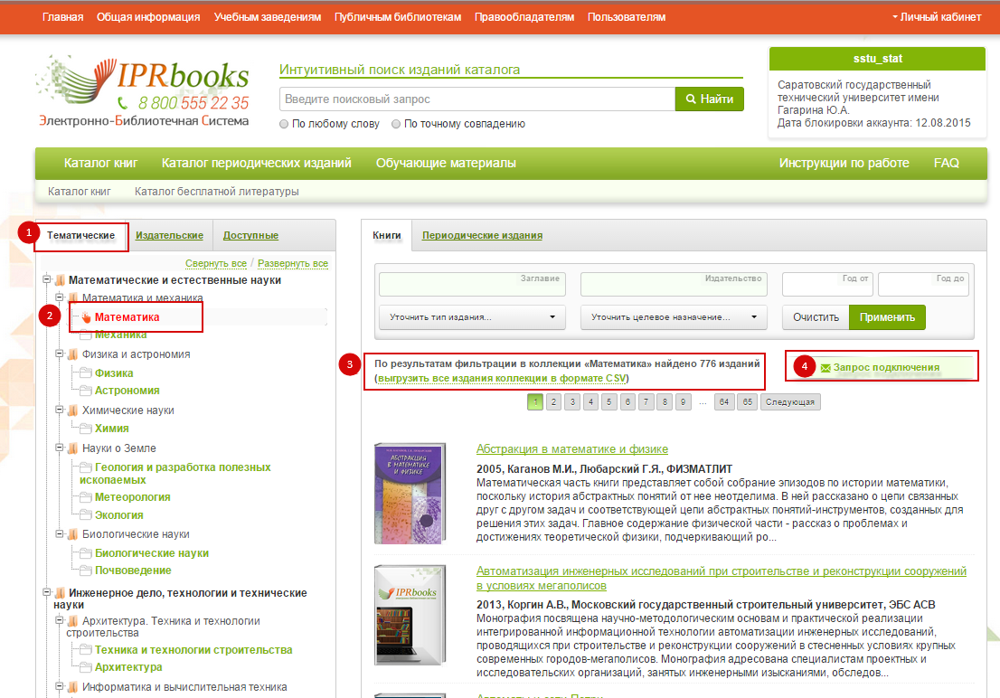 Главная Общая информация Учебным заведениям Публичным библиотекам Правообладателям Пользователям Личный кабинет
IPRbooks
8 800 555 22 35
Электронно-Библиотечная Система
Интуитивный поиск изданий каталога
Введите поисковый запрос Найти
По любому слову По точному совпадению
sstu_stat
Саратовский государственный
технический университет имени
Гагарина Ю.А.
Дата блокировки аккаунта: 12.08.2015
Каталог книг Каталог периодических изданий Обучающие материалы Инструкции по работе FAQ
Каталог книг Каталог бесплатной литературы
1 Тематические Издательские Доступные
Свернуть все / Развернуть все
Математические и естественные науки
Математика и механика
2 Математика
Механика
Физика и астрономия
Физика
Астрономия
Химические науки
Химия
Науки о Земле
Геология и разработка полезных
ископаемых
Метеорология
Экология
Биологические науки
Биологические науки
Почвоведение
Инженерное дело, технологии и технические
науки
Архитектура. Техника и технологии
строительства
Техника и технологии строительства
Архитектура
Информатика и вычислительная техника
Книги Периодические издания
Заглавие Издательство Год от Год до
Уточнить тип издания... Уточнить целевое назначение... Очистить Применить
3 По результатам фильтрации в коллекции «Математика» найдено 776 изданий
(выгрузить все издания коллекции в формате CSV)
4 Запрос подключения
1 2 3 4 5 6 7 8 9 ... 64 65 Следующая
АБСТРАКЦИЯ
В МАТЕМАТИКЕ
И ФИЗИКЕ
Абстракция в математике и физике
2005, Каганов М.И., Любарский Г.Я., ФИЗМАТЛИТ
Математическая часть книги представляет собой собрание эпизодов по истории математики,
поскольку история абстрактных понятий от нее неотделима. В ней рассказано о цепи связанных
друг с другом задач и соответствующей цепи абстрактных понятий-инструментов, созданных для
решения этих задач. Главное содержание физической части - рассказ о проблемах и
достижениях теоретической физики, подчеркивающий ро...
IPRbooks
Автоматизация инженерных исследований при строительстве и реконструкции сооружений
в условиях мегаполисов
2013, Коргин А.В., Московский государственный строительный университет, ЭБС АСВ
Монография посвящена научно-методологическим основам и практической реализации
интегрированной информационной технологии автоматизации инженерных исследований,
проводящихся при строительстве и реконструкции сооружений в стесненных условиях крупных
современных городов-мегаполисов. Монография адресована специалистам проектных и
исследовательских организаций, занятых инженерными изысканиями, обследов...